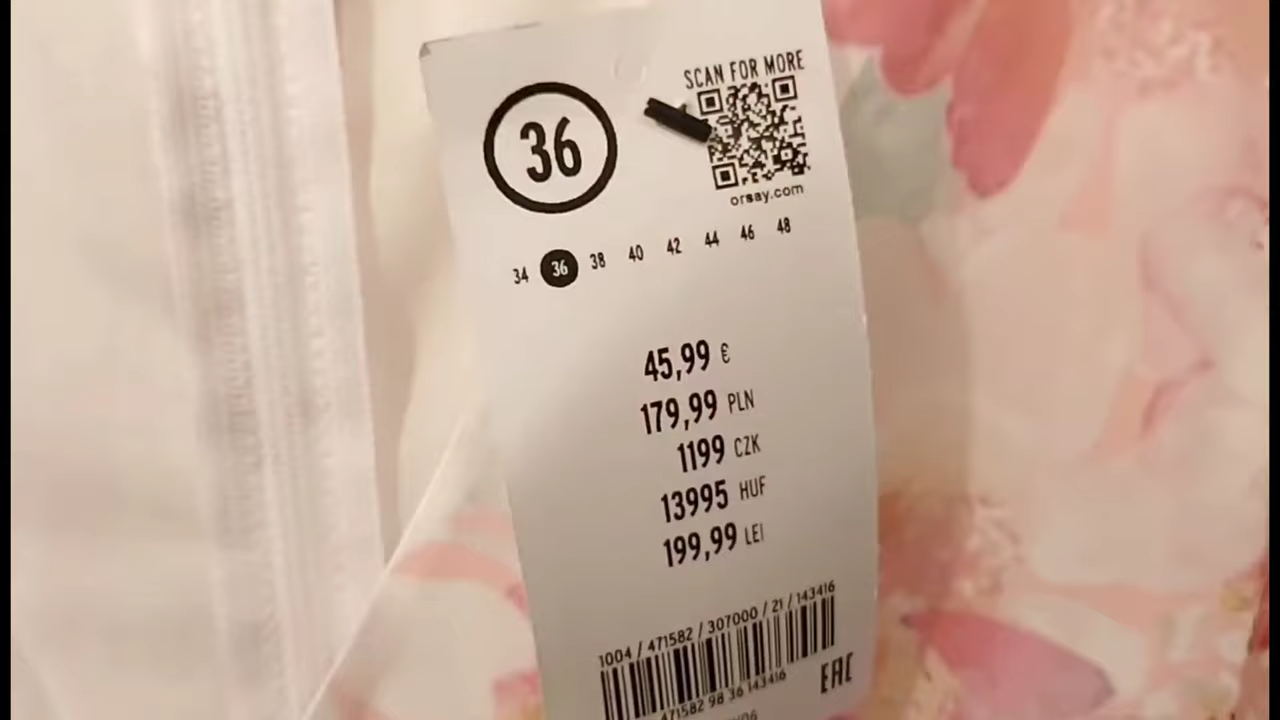 SCAN FOR MORE
36
orsay.com
34 36 38 40 42 44 46 48
45,99 €
179,99 PLN
1199 CZK
13995 HUF
199,99 LEI
1004 / 471582 / 307000 / 21 / 143416
471582 98 36 143416
EAC